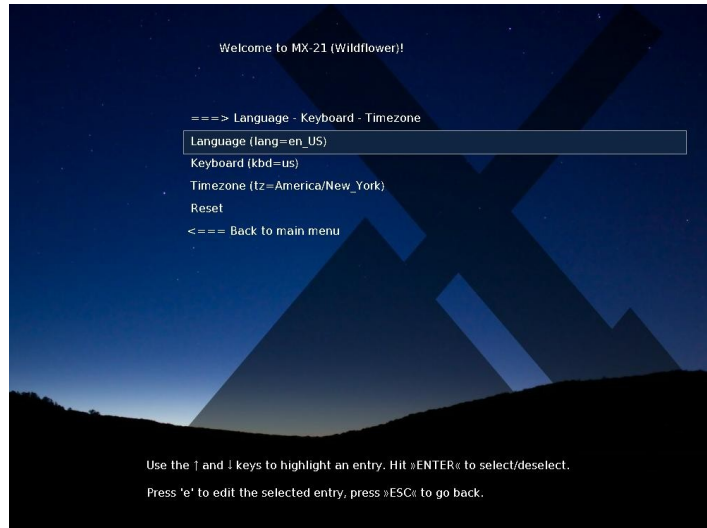 Welcome to MX-21 (Wildflower)!
===> Language - Keyboard - Timezone
Language (lang=en_US)
Keyboard (kbd=us)
Timezone (tz=America/New_York)
Reset
<=== Back to main menu
Use the ↑ and ↓ keys to highlight an entry. Hit »ENTER« to select/deselect.
Press 'e' to edit the selected entry, press »ESC« to go back.